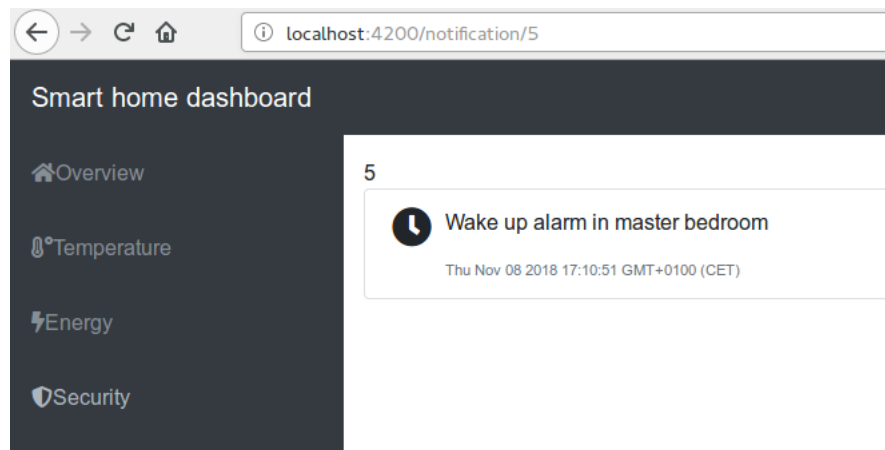 localhost:4200/notification/5
Smart home dashboard
Overview
Temperature
Energy
Security
5
Wake up alarm in master bedroom
Thu Nov 08 2018 17:10:51 GMT+0100 (CET)